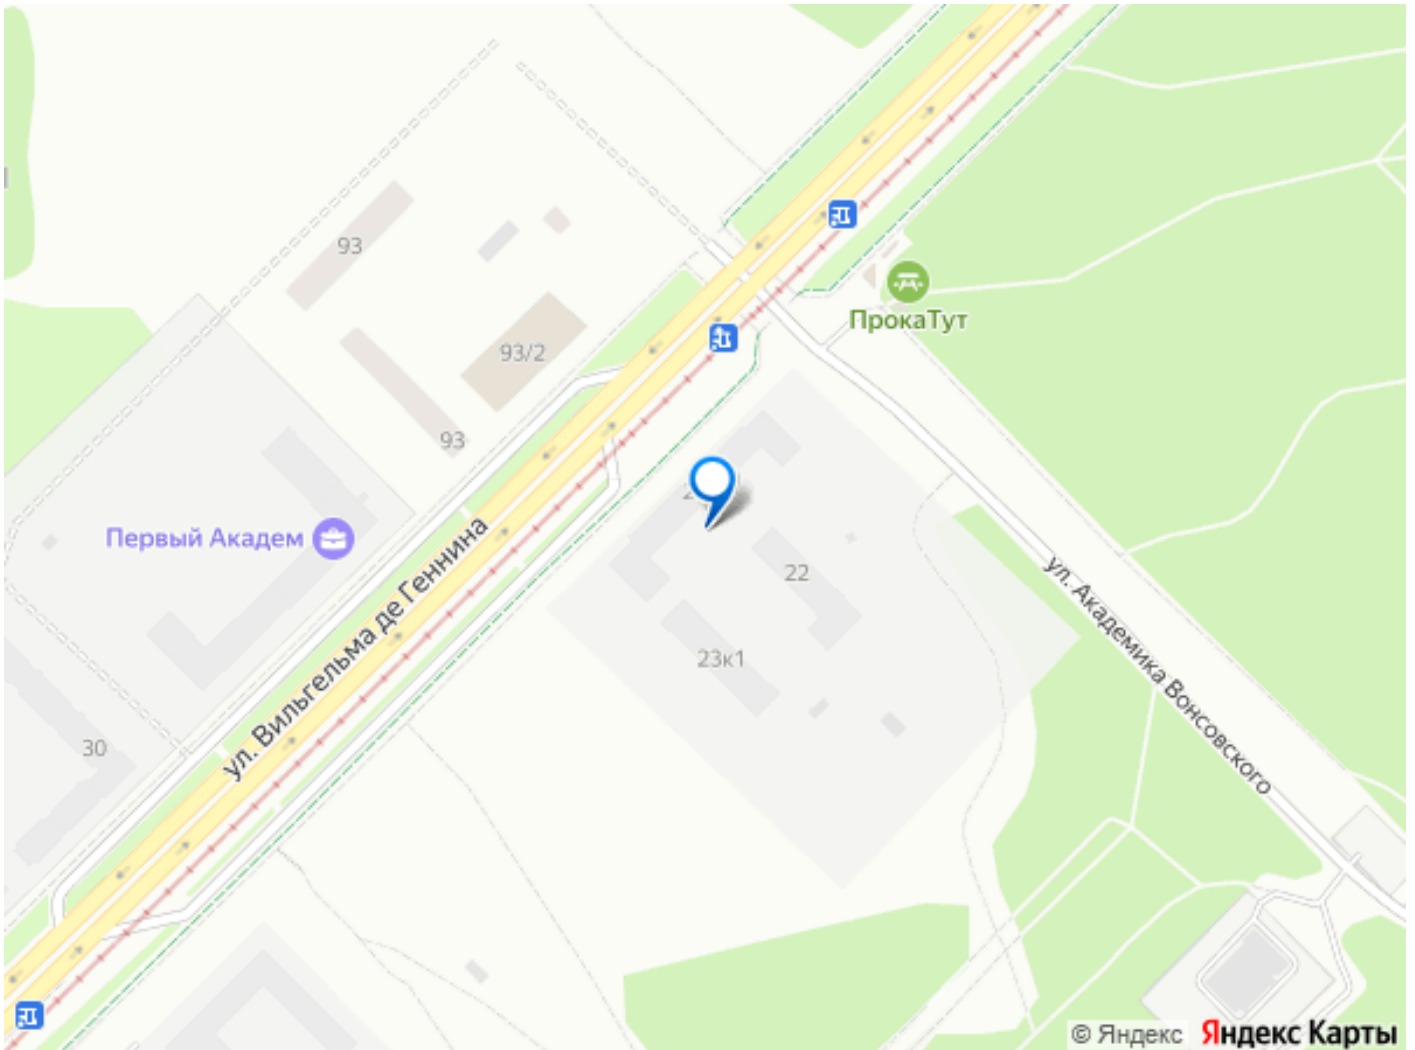 93
ПрокаТут
93/2
93
Первый Академ
22
ул. Вильгельма де Геннина
ул. Академика Вонсовского
23к1
30
© Яндекс Яндекс Карты